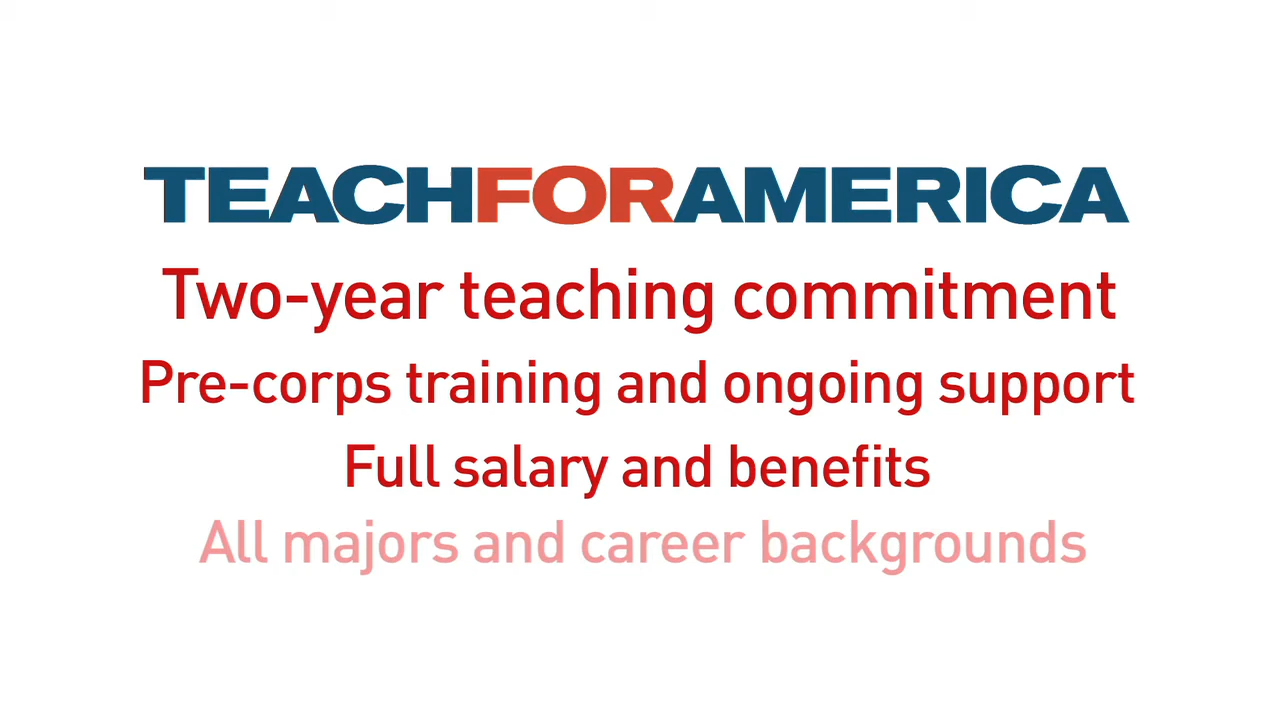 TEACHFORAMERICA
Two-year teaching commitment
Pre-corps training and ongoing support
Full salary and benefits
All majors and career backgrounds